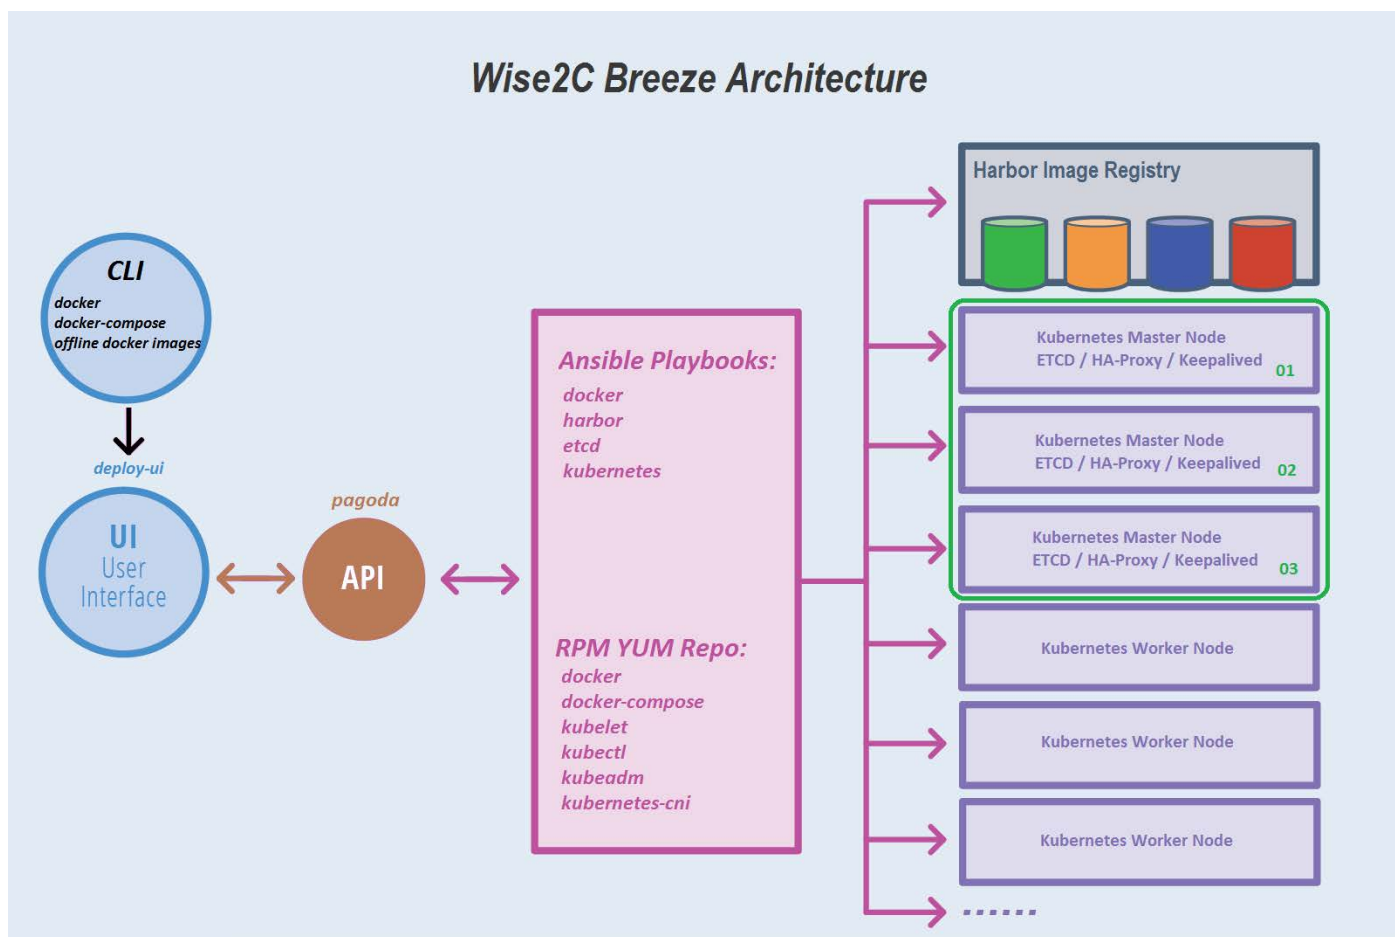 Wise2C Breeze Architecture
CLI
docker
docker-compose
offline docker images
deploy-ui
UI
User
Interface
pagoda
API
Ansible Playbooks:
docker
harbor
etcd
kubernetes
RPM YUM Repo:
docker
docker-compose
kubelet
kubectl
kubeadm
kubernetes-cni
Harbor Image Registry
Kubernetes Master Node
ETCD / HA-Proxy / Keepalived
01
Kubernetes Master Node
ETCD / HA-Proxy / Keepalived
02
Kubernetes Master Node
ETCD / HA-Proxy / Keepalived
03
Kubernetes Worker Node
Kubernetes Worker Node
Kubernetes Worker Node
......